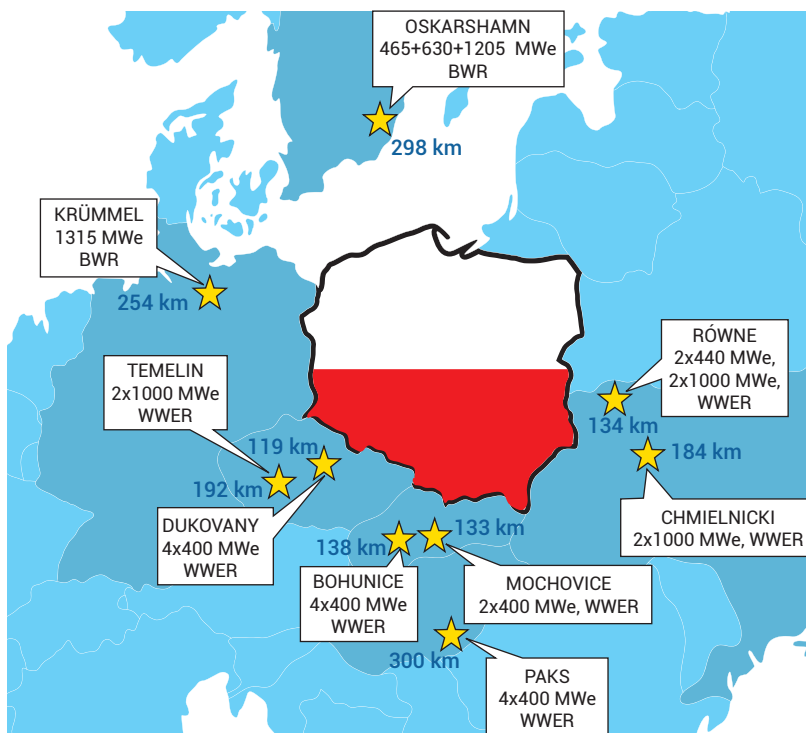 OSKARSHAMN
465+630+1205 MWe
BWR
298 km
KRÜMMEL
1315 MWe
BWR
254 km
TEMELIN
2x1000 MWe
WWER
192 km
119 km
DUKOVANY
4x400 MWe
WWER
138 km
BOHUNICE
4x400 MWe
WWER
133 km
MOCHOVICE
2x400 MWe, WWER
300 km
PAKS
4x400 MWe
WWER
RÓWNE
2x440 MWe,
2x1000 MWe,
WWER
134 km
184 km
CHMIELNICKI
2x1000 MWe, WWER